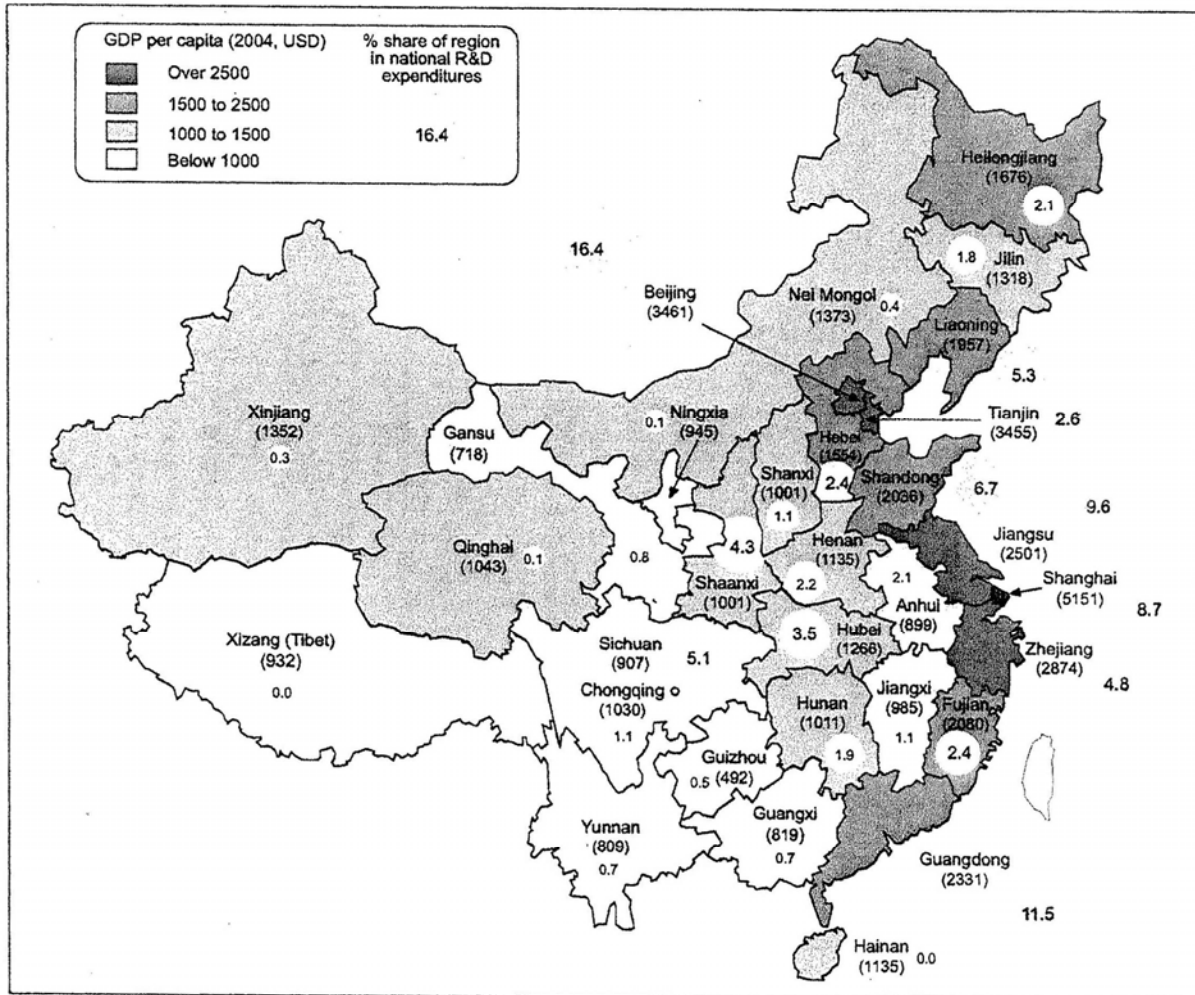 GDP per capita (2004, USD)
Over 2500
1500 to 2500
1000 to 1500
Below 1000
% share of region
in national R&D
expenditures
16.4
Heilongjiang
(1676)
2.1
1.8
Jilin
(1318)
16.4
Beijing
(3461)
Nei Mongol
(1373)
0.4
Liaoning
(1957)
5.3
Xinjiang
(1352)
0.3
Gansu
(718)
0.1
Ningxia
(945)
Tianjin
(3455)
2.6
Hebei
(1554)
2.4
Shanxi
(1001)
1.1
Shandong
(2036)
6.7
9.6
Qinghai
(1043)
0.1
0.8
4.3
Shaanxi
(1001)
Henan
(1135)
2.2
2.1
Anhui
(899)
Jiangsu
(2501)
Shanghai
(5151)
8.7
Xizang (Tibet)
(932)
0.0
Sichuan
(907)
5.1
3.5
Hubei
(1266)
Zhejiang
(2874)
4.8
Chongqing
(1030)
1.1
Hunan
(1011)
1.9
Jiangxi
(985)
1.1
Fujian
(2080)
2.4
Guizhou
0.5 (492)
Yunnan
(809)
0.7
Guangxi
(819)
0.7
Guangdong
(2331)
11.5
Hainan
(1135) 0.0